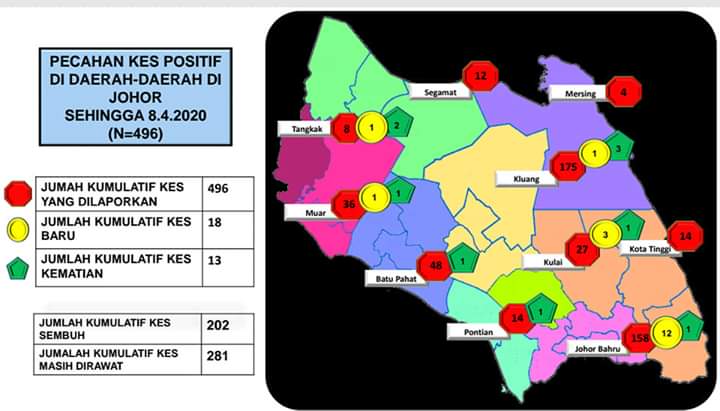 PECAHAN KES POSITIF
DI DAERAH-DAERAH DI
JOHOR
SEHINGGA 8.4.2020
(N=496)
JUMAH KUMULATIF KES
YANG DILAPORKAN
496
JUMLAH KUMULATIF KES
BARU
18
JUMLAH KUMULATIF KES
KEMATIAN
13
JUMLAH KUMULATIF KES
SEMBUH
202
JUMALAH KUMULATIF KES
MASIH DIRAWAT
281
Segamat 12
Mersing 4
Tangkak 8 1 2
Kluang 175 1 3
Muar 36 1 1
Kulai 27 3 1
Kota Tinggi 14
Batu Pahat 48 1
Pontian 14 1
Johor Bahru 158 12 1